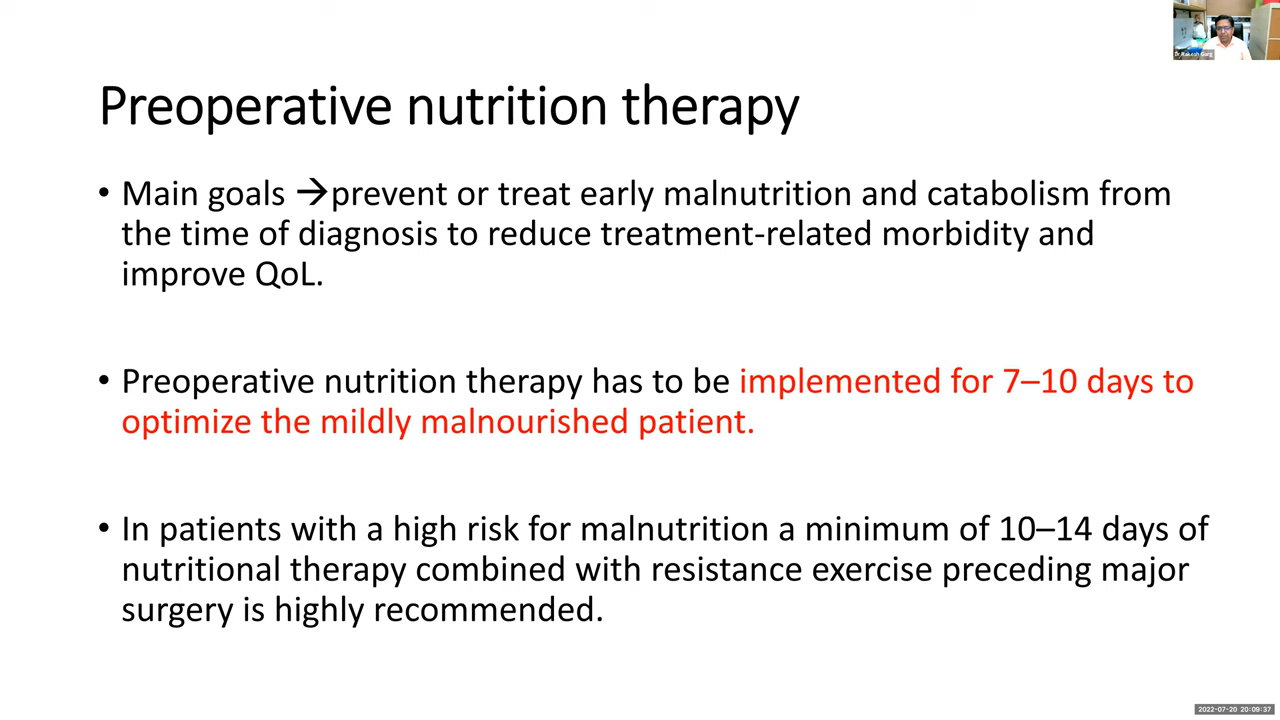 Dr Rakesh Garg
Preoperative nutrition therapy
• Main goals →prevent or treat early malnutrition and catabolism from
the time of diagnosis to reduce treatment-related morbidity and
improve QoL.
• Preoperative nutrition therapy has to be implemented for 7–10 days to
optimize the mildly malnourished patient.
• In patients with a high risk for malnutrition a minimum of 10–14 days of
nutritional therapy combined with resistance exercise preceding major
surgery is highly recommended.
2022-07-20 20:09:37